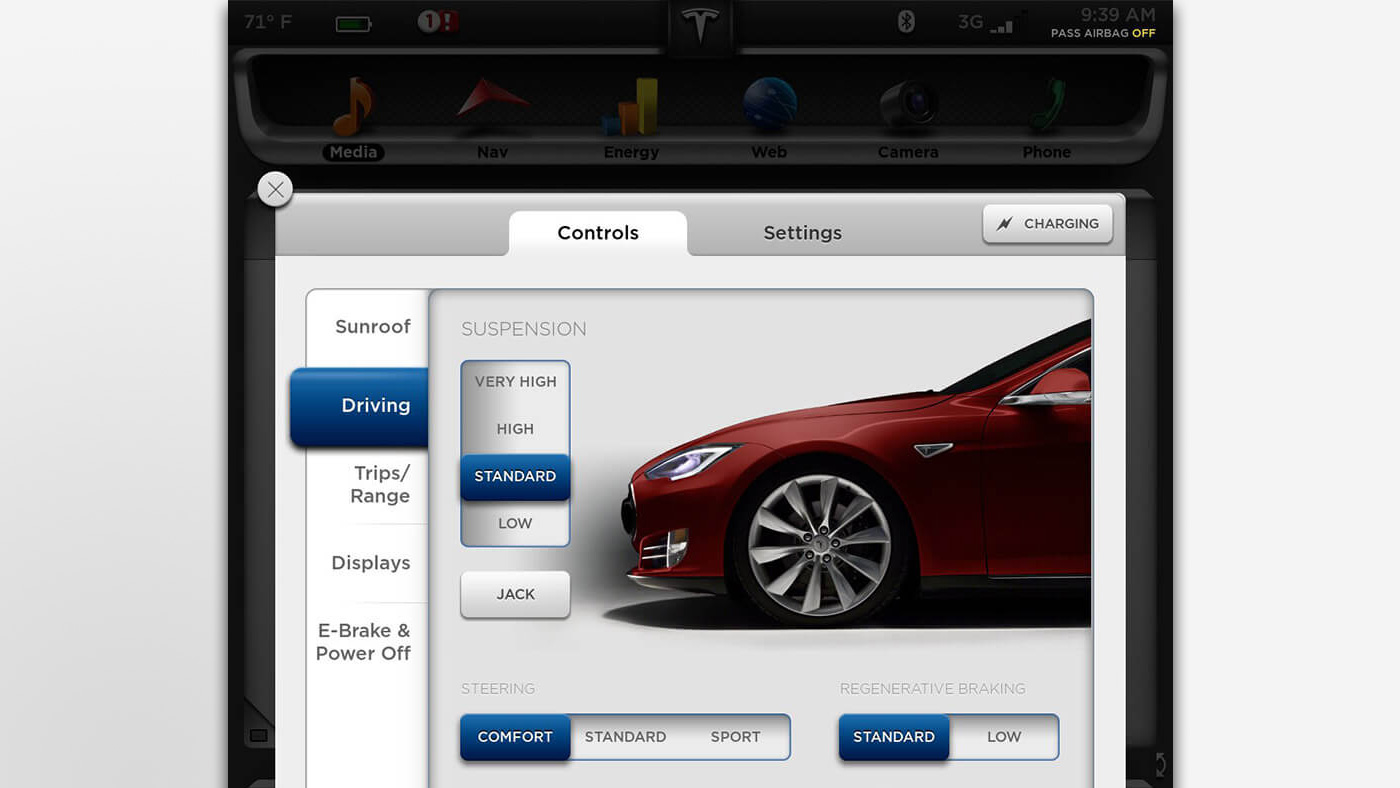 71° F
1
!
3G
9:39 AM
PASS AIRBAG OFF
Media
Nav
Energy
Web
Camera
Phone
Controls
Settings
CHARGING
Sunroof
Driving
Trips/
Range
Displays
E-Brake &
Power Off
SUSPENSION
VERY HIGH
HIGH
STANDARD
LOW
JACK
STEERING
COMFORT
STANDARD
SPORT
REGENERATIVE BRAKING
STANDARD
LOW